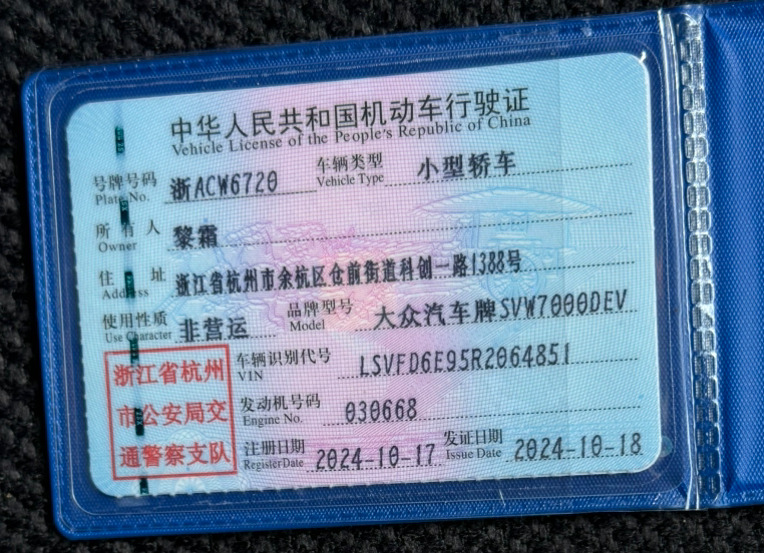 中华人民共和国机动车行驶证
Vehicle License of the People's Republic of China
号牌号码 浙ACW6720 车辆类型 小型轿车
Plate No. Vehicle Type
所有人 黎霜
Owner
住址 浙江省杭州市余杭区仓前街道科创一路1388号
Address
使用性质 非营运 品牌型号 大众汽车牌SVW7000DEV
Use Character Model
浙江省杭州
市公安局交
通警察支队
车辆识别代号 LSVFD6E95R2064851
VIN
发动机号码 030668
Engine No.
注册日期 2024-10-17 发证日期 2024-10-18
Register Date Issue Date